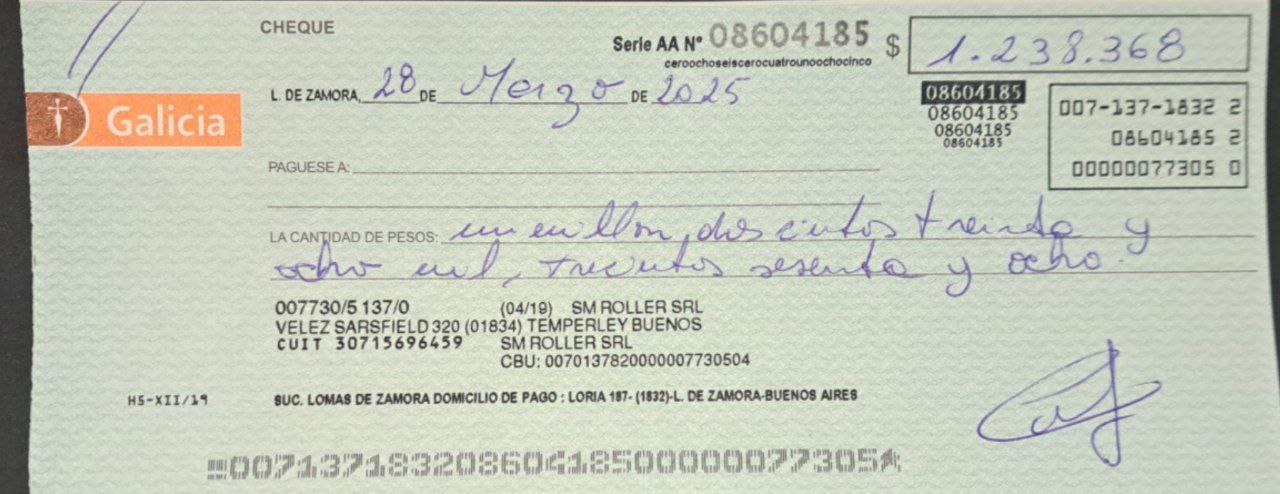 CHEQUE
Serie AA N° 08604185
ceroochoseiscerocuatrounoochocinco
$ 1.238.368
L. DE ZAMORA, 28 DE Marzo DE 2025
08604185
08604185
08604185
08604185
007-137-1832 2
08604185 2
00000077305 0
Galicia
PAGUESE A:
LA CANTIDAD DE PESOS: un millon, doscientos treinta y
ocho mil, trecientos sesenta y ocho.
007730/5 137/0 (04/19) SM ROLLER SRL
VELEZ SARSFIELD 320 (01834) TEMPERLEY BUENOS
CUIT 30715696459 SM ROLLER SRL
CBU: 0070137820000007730504
HS-XII/19
SUC. LOMAS DE ZAMORA DOMICILIO DE PAGO : LORIA 187- (1832)-L. DE ZAMORA-BUENOS AIRES
00713718320860418500000077305